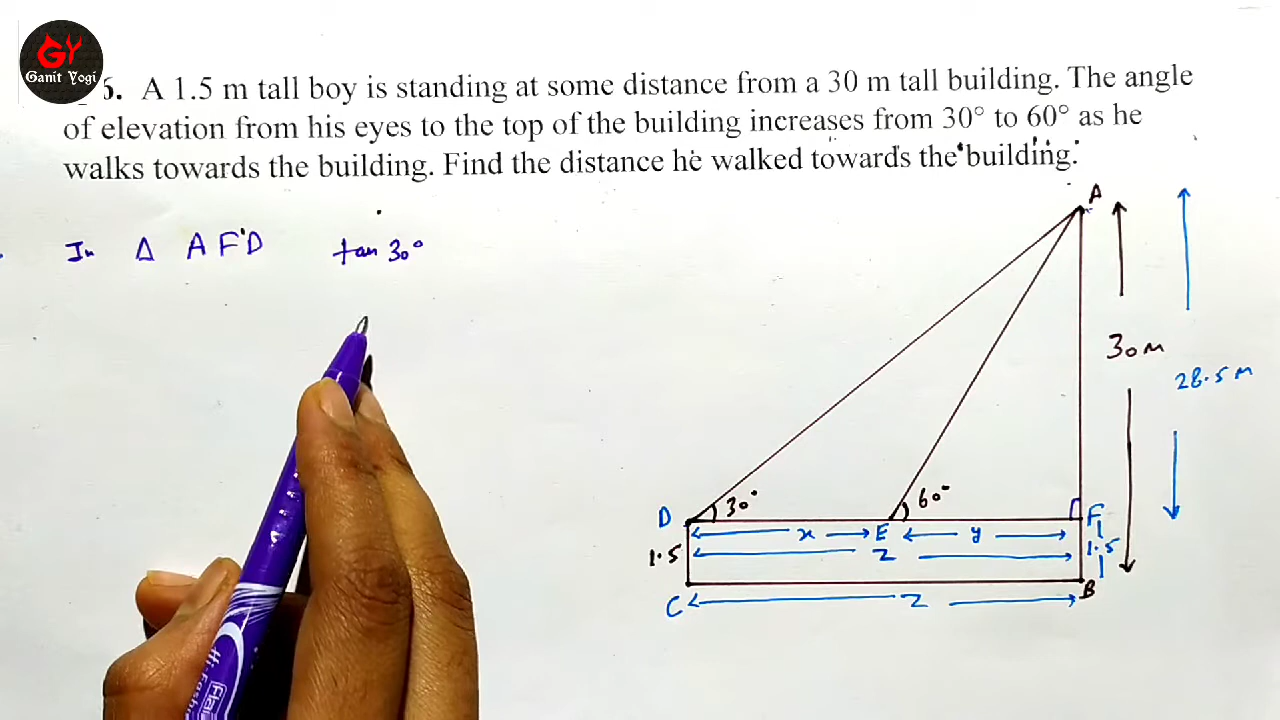 GY
Ganit Yogi
6. A 1.5 m tall boy is standing at some distance from a 30 m tall building. The angle
of elevation from his eyes to the top of the building increases from 30° to 60° as he
walks towards the building. Find the distance he walked towards the building.
In Δ AFD tan 30°
A
30m
28.5m
30°
60°
D
x
E
y
F
1.5
z
1.5
C
z
B